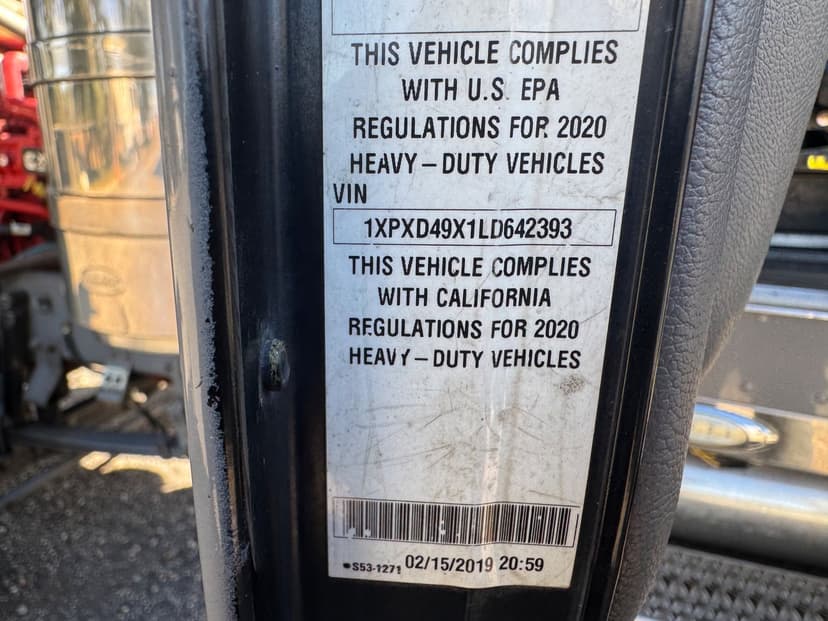 THIS VEHICLE COMPLIES
WITH U.S. EPA
REGULATIONS FOR 2020
HEAVY-DUTY VEHICLES
VIN
1XPXD49X1LD642393
THIS VEHICLE COMPLIES
WITH CALIFORNIA
REGULATIONS FOR 2020
HEAVY-DUTY VEHICLES
S53-1271 02/15/2019 20:59